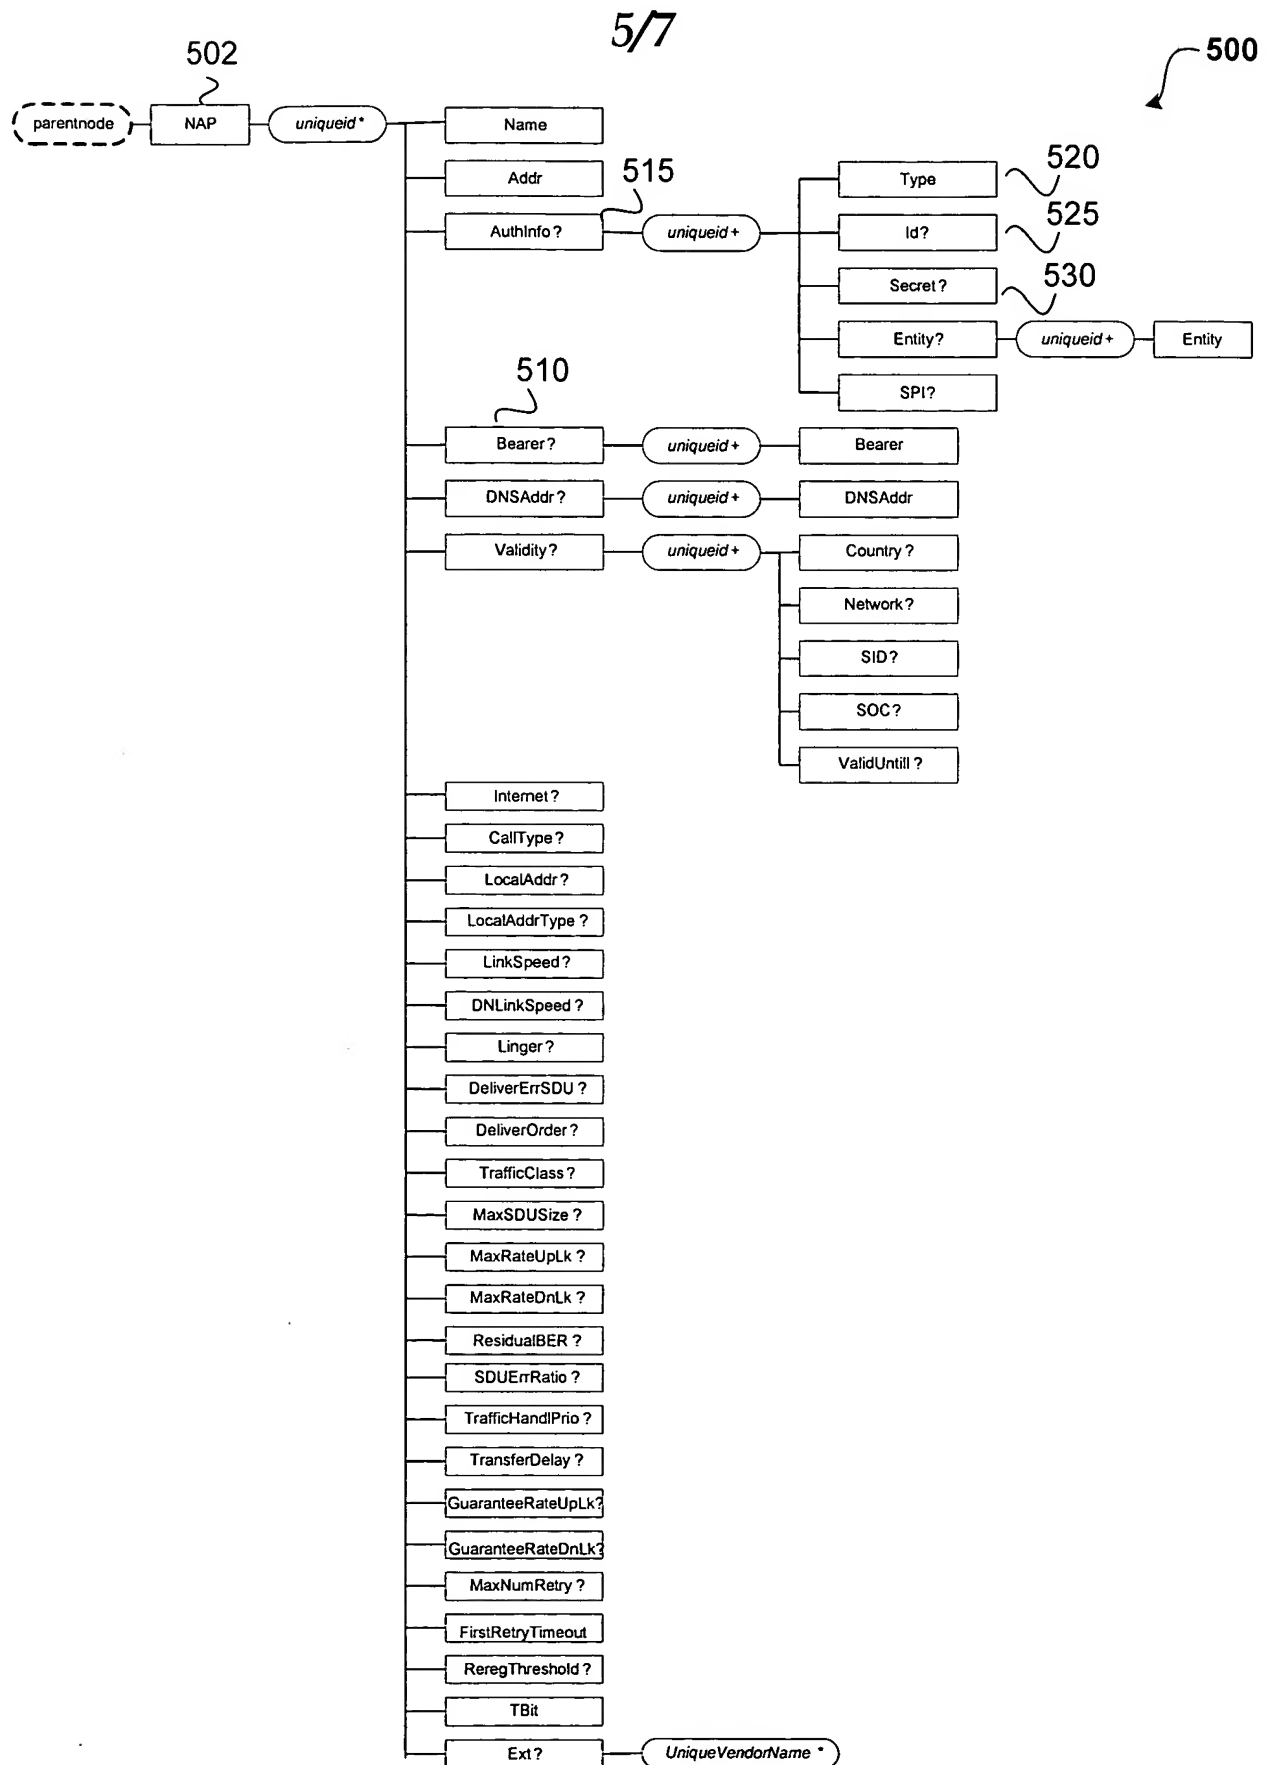 5/7
500
502
parentnode NAP uniqueid* Name
Addr
515
AuthInfo? uniqueid+
Type 520
Id? 525
Secret? 530
Entity? uniqueid+ Entity
SPI?
510
Bearer? uniqueid+ Bearer
DNSAddr? uniqueid+ DNSAddr
Validity? uniqueid+ Country?
Network?
SID?
SOC?
ValidUntill?
Internet?
CallType?
LocalAddr?
LocalAddrType?
LinkSpeed?
DNLinkSpeed?
Linger?
DeliverErrSDU?
DeliverOrder?
TrafficClass?
MaxSDUSize?
MaxRateUpLk?
MaxRateDnLk?
ResidualBER?
SDUErrRatio?
TrafficHandlPrio?
TransferDelay?
GuaranteeRateUpLk?
GuaranteeRateDnLk?
MaxNumRetry?
FirstRetryTimeout
ReregThreshold?
TBit
Ext? UniqueVendorName*